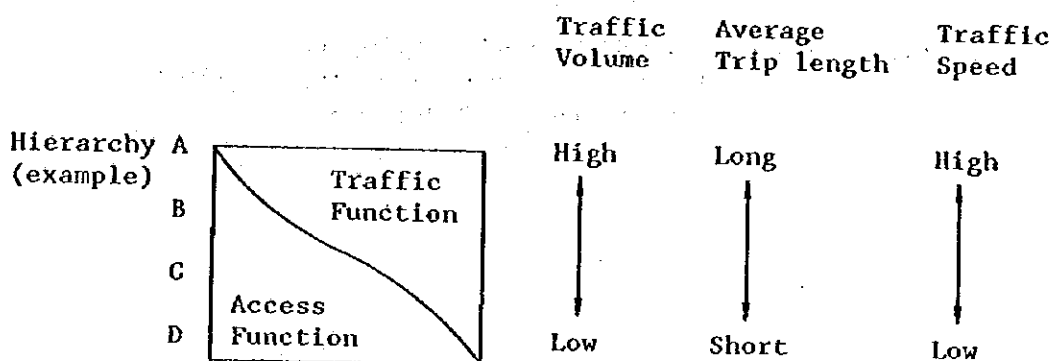 Traffic Volume
Average Trip length
Traffic Speed
Hierarchy (example)
A
B
C
D
Traffic Function
Access Function
High
Low
Long
Short
High
Low